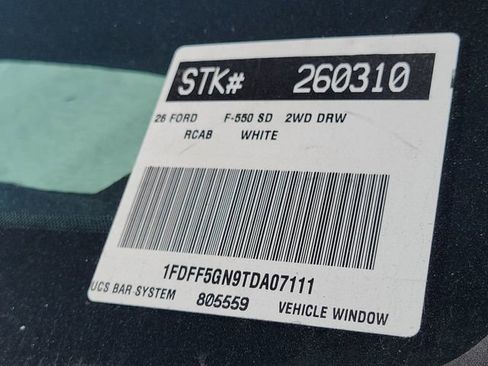 STK# 260310
26 FORD F-550 SD 2WD DRW
RCAB WHITE
1FDFF5GN9TDA07111
UCS BAR SYSTEM 805559 VEHICLE WINDOW